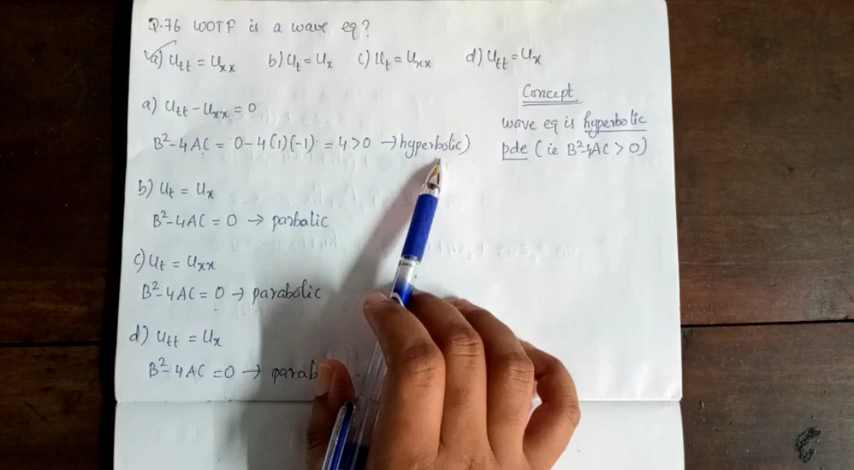 Q.76 WOTF is a wave eq?
a) Utt = Uxx b) Ut = Ux c) Ut = Uxx d) Utt = Ux
a) Utt - Uxx = 0
B²-4AC = 0-4(1)(-1) = 4>0 → hyperbolic)
Concept
wave eq is hyperbolic
pde (ie B²-4AC > 0)
b) Ut = Ux
B²-4AC = 0 → parbalic
c) Ut = Uxx
B²-4AC = 0 → parabolic
d) Utt = Ux
B²-4AC = 0 → parab